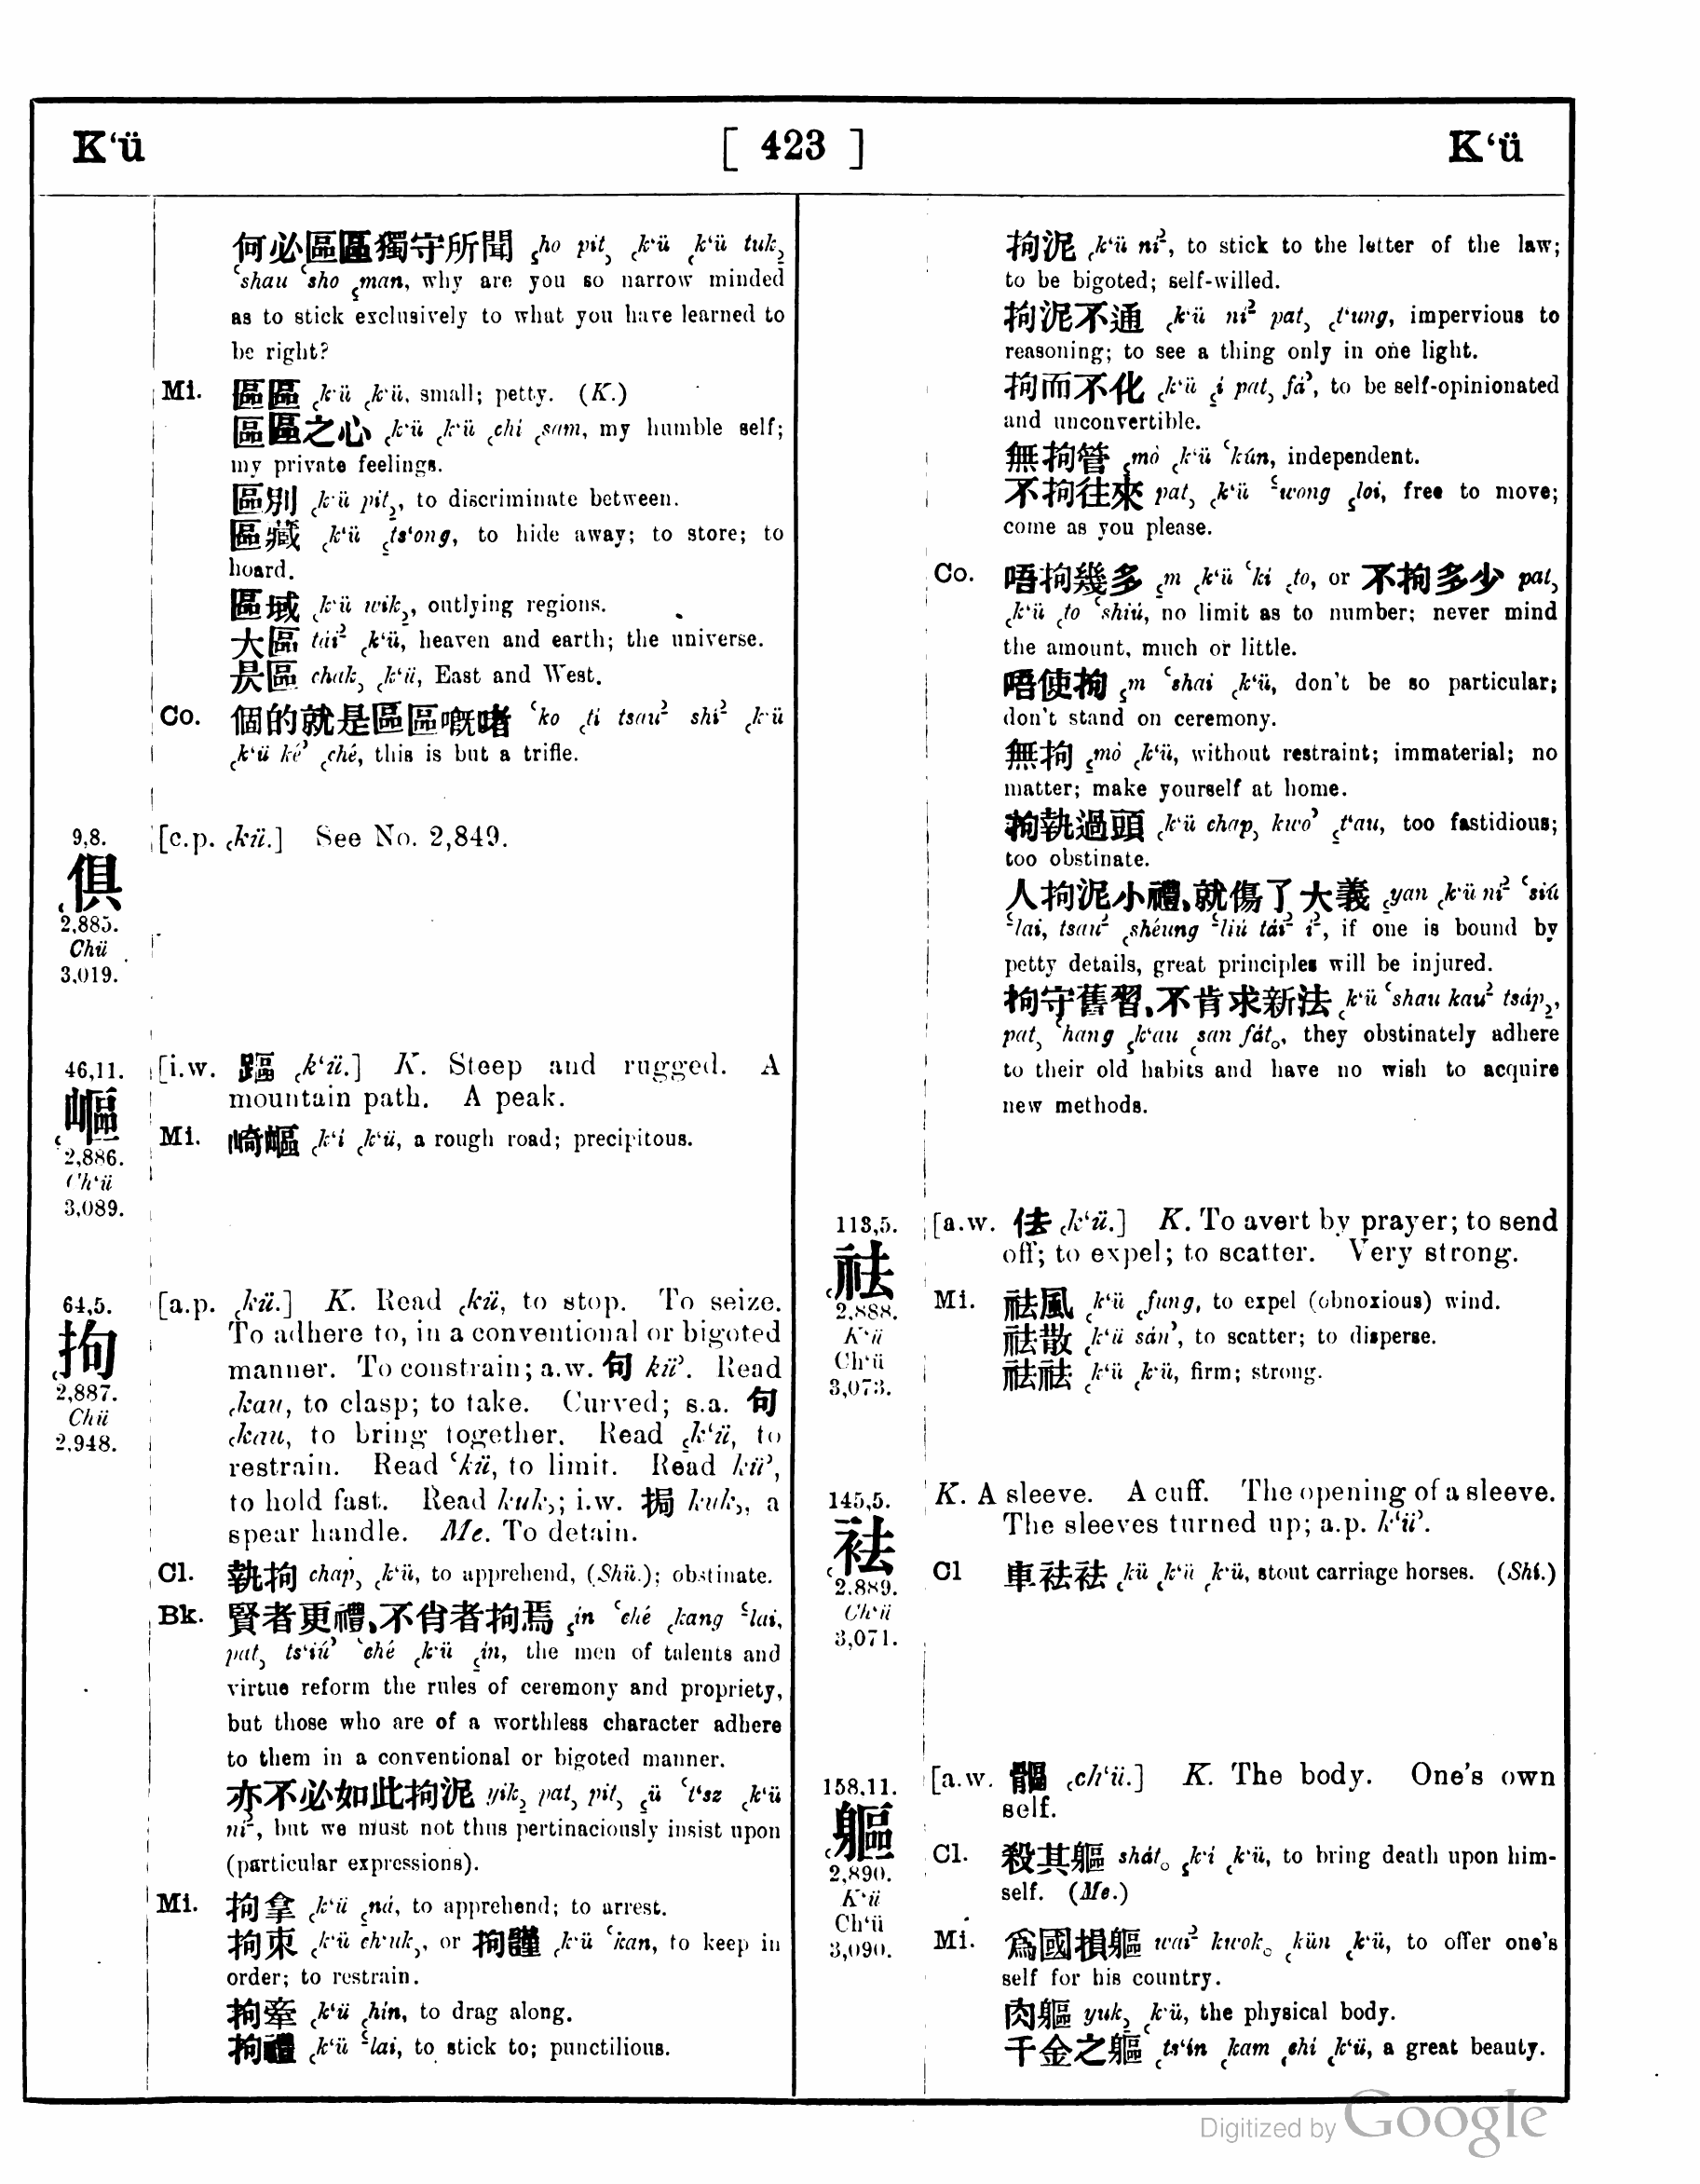 K‘ü [ 423 ] K‘ü
何必區區獨守所聞 ꜁ho pit꜆ ꜀k‘ü ꜀k‘ü tuk꜇
꜂shau ꜂sho ꜁man, why are you so narrow minded
as to stick exclusively to what you have learned to
be right?
Mi. 區區 ꜀k‘ü ꜀k‘ü, small; petty. (K.)
區區之心 ꜀k‘ü ꜀k‘ü ꜀chí ꜀sam, my humble self;
my private feelings.
區別 ꜀k‘ü pít꜇, to discriminate between.
區藏 ꜀k‘ü ꜁ts‘ong, to hide away; to store; to
hoard.
區域 ꜀k‘ü wik꜇, outlying regions.
大區 tái꜅ ꜀k‘ü, heaven and earth; the universe.
昃區 chak꜆ ꜀k‘ü, East and West.
Co. 個的就是區區嘅啫 ꜂ko ꜀ti tsau꜅ shí꜅ ꜀k‘ü
꜀k‘ü ké꜄ ꜀ché, this is but a trifle.
9,8. [c.p. ꜀kü.] See No. 2,849.
俱
2,885.
Chü
3,019.
46,11. [i.w. 䠓 ꜀k‘ü.] K. Steep and rugged. A
嶇 mountain path. A peak.
Mi. 崎嶇 ꜀k‘í ꜀k‘ü, a rough road; precipitous.
2,886.
Ch‘ü
3,089.
64,5. [a.p. ꜀kü.] K. Read ꜀kü, to stop. To seize.
拘 To adhere to, in a conventional or bigoted
manner. To constrain; a.w. 句 kü꜄. Read
2,887. ꜀kau, to clasp; to take. Curved; s.a. 句
Chü ꜀kau, to bring together. Read ꜁k‘ü, to
2,948. restrain. Read ꜂kü, to limit. Read kü꜄,
to hold fast. Read kuk꜆; i.w. 挶 kuk꜆, a
spear handle. Me. To detain.
Cl. 執拘 chap꜆ ꜀k‘ü, to apprehend, (Shü.); obstinate.
Bk. 賢者更禮、不肖者拘焉 ꜁ín ꜂ché ꜀kang ꜃lai,
pat꜆ ts‘iú꜄ ꜂ché ꜀k‘ü ꜁ín, the men of talents and
virtue reform the rules of ceremony and propriety,
but those who are of a worthless character adhere
to them in a conventional or bigoted manner.
亦不必如此拘泥 yik꜇ pat꜆ pít꜆ ꜁ü ꜂t‘sz ꜀k‘ü
ní꜅, but we must not thus pertinaciously insist upon
(particular expressions).
Mi. 拘拿 ꜀k‘ü ꜁ná, to apprehend; to arrest.
拘束 ꜀k‘ü ch‘uk꜆, or 拘謹 ꜀k‘ü ꜂kan, to keep in
order; to restrain.
拘牽 ꜀k‘ü ꜀hín, to drag along.
拘禮 ꜀k‘ü ꜃lai, to stick to; punctilious.
拘泥 ꜀k‘ü ní꜅, to stick to the letter of the law;
to be bigoted; self-willed.
拘泥不通 ꜀k‘ü ní꜅ pat꜆ ꜀t‘ung, impervious to
reasoning; to see a thing only in one light.
拘而不化 ꜀k‘ü ꜁í pat꜆ fá꜄, to be self-opinionated
and unconvertible.
無拘管 ꜁mò ꜀k‘ü ꜂kún, independent.
不拘往來 pat꜆ ꜀k‘ü ꜃wong ꜁loi, free to move;
come as you please.
Co. 唔拘幾多 ꜁m ꜀k‘ü ꜂kí ꜀to, or 不拘多少 pat꜆
꜀k‘ü ꜀to ꜂shiú, no limit as to number; never mind
the amount, much or little.
唔使拘 ꜁m ꜂shai ꜀k‘ü, don't be so particular;
don't stand on ceremony.
無拘 ꜁mò ꜀k‘ü, without restraint; immaterial; no
matter; make yourself at home.
拘執過頭 ꜀k‘ü chap꜆ kwo꜄ ꜁t‘au, too fastidious;
too obstinate.
人拘泥小禮、就傷了大義 ꜁yan ꜀k‘ü ní꜅ ꜂siú
꜃lai, tsau꜅ ꜀shéung ꜃liú tái꜅ í꜅, if one is bound by
petty details, great principles will be injured.
拘守舊習、不肯求新法 ꜀k‘ü ꜂shau kau꜅ tsáp꜇,
pat꜆ ꜂hang ꜁k‘au ꜀san fát꜀, they obstinately adhere
to their old habits and have no wish to acquire
new methods.
113,5. [a.w. 佉 ꜀k‘ü.] K. To avert by prayer; to send
祛 off; to expel; to scatter. Very strong.
2,888. Mi. 祛風 ꜀k‘ü ꜀fung, to expel (obnoxious) wind.
K‘ü 祛散 ꜀k‘ü sán꜄, to scatter; to disperse.
Ch‘ü
3,073. 祛祛 ꜀k‘ü ꜀k‘ü, firm; strong.
145,5. K. A sleeve. A cuff. The opening of a sleeve.
袪 The sleeves turned up; a.p. k‘ü꜄.
2,889. Cl 車袪袪 ꜀kü ꜀k‘ü ꜀k‘ü, stout carriage horses. (Shí.)
Ch‘ü
3,071.
158,11. [a.w. 髷 ꜀ch‘ü.] K. The body. One's own
軀 self.
2,890. Cl. 殺其軀 shát꜀ ꜁k‘í ꜀k‘ü, to bring death upon him-
K‘ü self. (Me.)
Ch‘ü
3,090. Mi. 爲國損軀 wai꜅ kwok꜀ ꜀kün ꜀k‘ü, to offer one's
self for his country.
肉軀 yuk꜇ ꜀k‘ü, the physical body.
千金之軀 ꜀ts‘ín ꜀kam ꜀chí ꜀k‘ü, a great beauty.
Digitized by Google